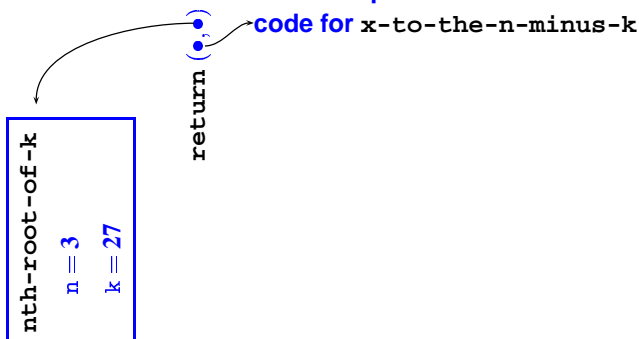 code for x-to-the-n-minus-k
return (•,•)
nth-root-of-k
n = 3
k = 27